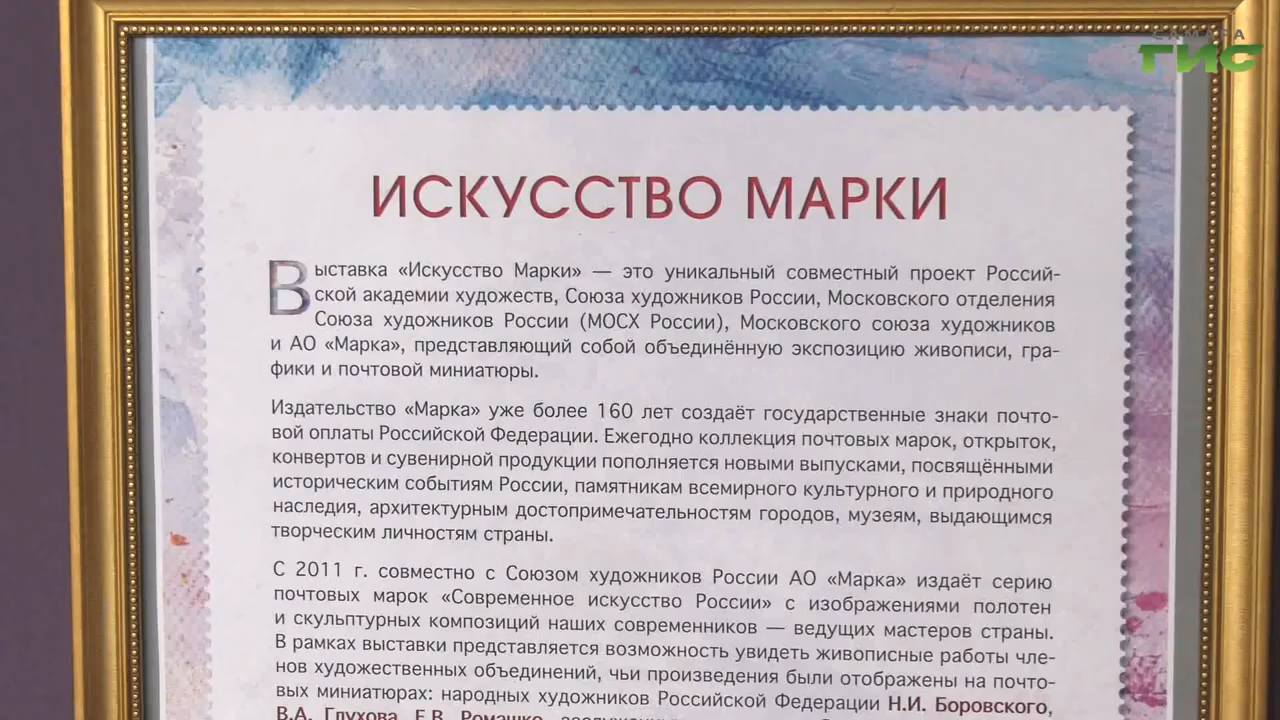 САМАРА
ГИС
ИСКУССТВО МАРКИ
Выставка «Искусство Марки» — это уникальный совместный проект Россий-
ской академии художеств, Союза художников России, Московского отделения
Союза художников России (МОСХ России), Московского союза художников
и АО «Марка», представляющий собой объединённую экспозицию живописи, гра-
фики и почтовой миниатюры.
Издательство «Марка» уже более 160 лет создаёт государственные знаки почто-
вой оплаты Российской Федерации. Ежегодно коллекция почтовых марок, открыток,
конвертов и сувенирной продукции пополняется новыми выпусками, посвящёнными
историческим событиям России, памятникам всемирного культурного и природного
наследия, архитектурным достопримечательностям городов, музеям, выдающимся
творческим личностям страны.
С 2011 г. совместно с Союзом художников России АО «Марка» издаёт серию
почтовых марок «Современное искусство России» с изображениями полотен
и скульптурных композиций наших современников — ведущих мастеров страны.
В рамках выставки представляется возможность увидеть живописные работы чле-
нов художественных объединений, чьи произведения были отображены на почто-
вых миниатюрах: народных художников Российской Федерации Н.И. Боровского,
В.А. Глухова, Е.В. Ромашко,